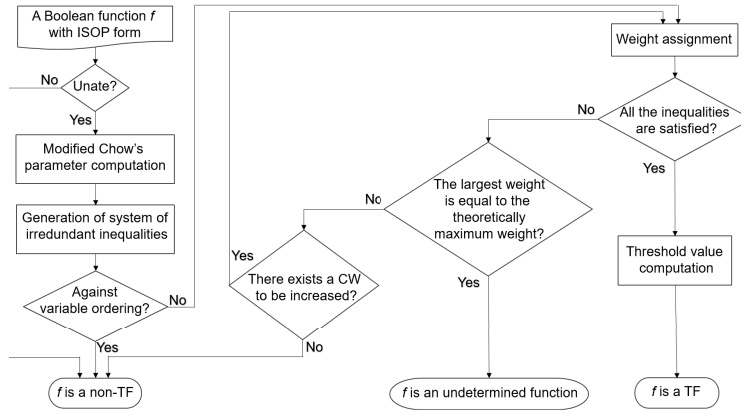 A Boolean function f
with ISOP form
No
Unate?
Yes
Modified Chow's
parameter computation
Generation of system of
irredundant inequalities
Against
variable ordering?
No
Yes
f is a non-TF
Yes
There exists a CW
to be increased?
No
No
The largest weight
is equal to the
theoretically
maximum weight?
Yes
f is an undetermined function
Weight assignment
No
All the inequalities
are satisfied?
Yes
Threshold value
computation
f is a TF